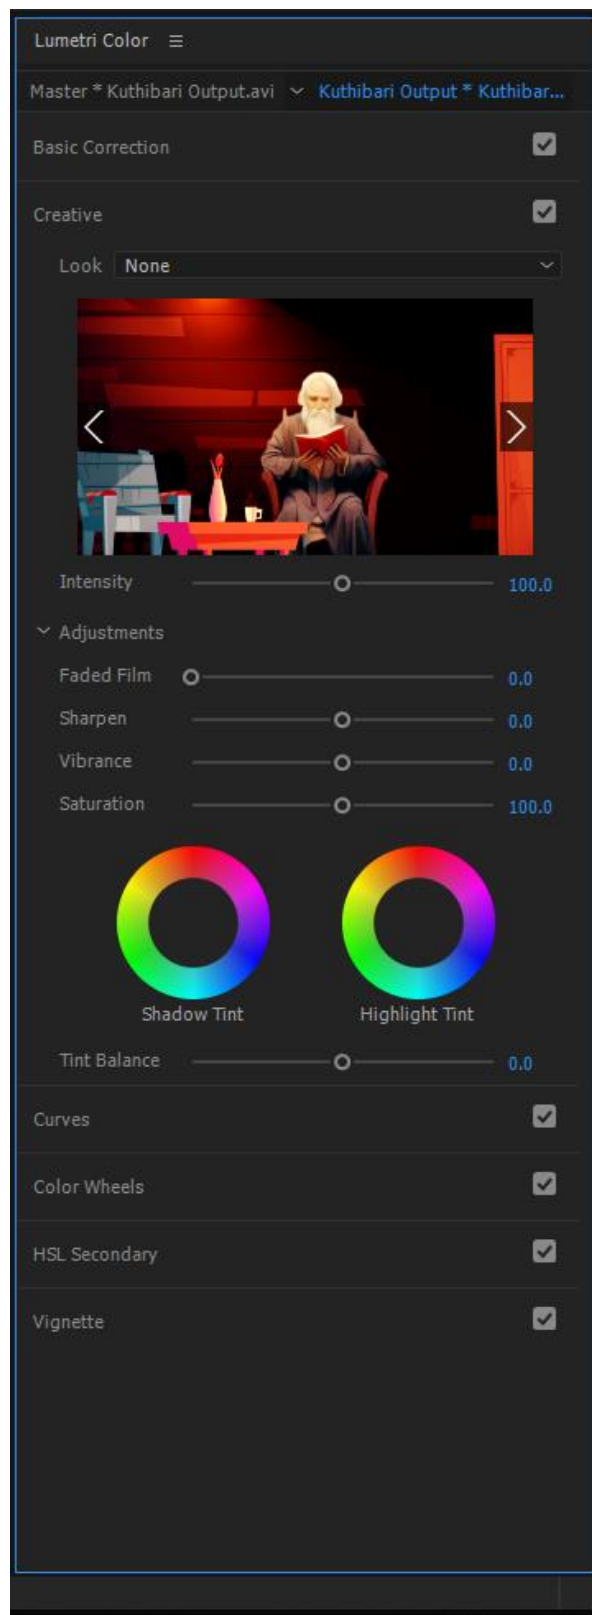 Lumetri Color
Master * Kuthibari Output.avi Kuthibari Output * Kuthibar...
Basic Correction
Creative
Look None
Intensity 100.0
Adjustments
Faded Film 0.0
Sharpen 0.0
Vibrance 0.0
Saturation 100.0
Shadow Tint Highlight Tint
Tint Balance 0.0
Curves
Color Wheels
HSL Secondary
Vignette